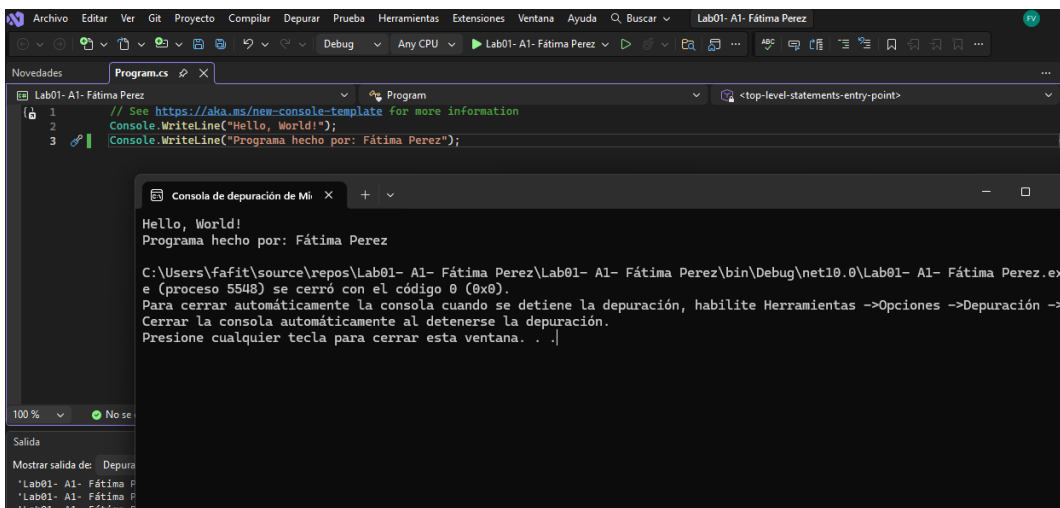 Archivo Editar Ver Git Proyecto Compilar Depurar Prueba Herramientas Extensiones Ventana Ayuda Buscar Lab01- A1- Fátima Perez FV
Debug Any CPU Lab01- A1- Fátima Perez
Novedades Program.cs
Lab01- A1- Fátima Perez Program <top-level-statements-entry-point>
1 // See https://aka.ms/new-console-template for more information
2 Console.WriteLine("Hello, World!");
3 Console.WriteLine("Programa hecho por: Fátima Perez");
Consola de depuración de Mi
Hello, World!
Programa hecho por: Fátima Perez
C:\Users\fafit\source\repos\Lab01- A1- Fátima Perez\Lab01- A1- Fátima Perez\bin\Debug\net10.0\Lab01- A1- Fátima Perez.ex
e (proceso 5548) se cerró con el código 0 (0x0).
Para cerrar automáticamente la consola cuando se detiene la depuración, habilite Herramientas ->Opciones ->Depuración ->
Cerrar la consola automáticamente al detenerse la depuración.
Presione cualquier tecla para cerrar esta ventana. . .
100 % No se
Salida
Mostrar salida de: Depura
'Lab01- A1- Fátima P
'Lab01- A1- Fátima P